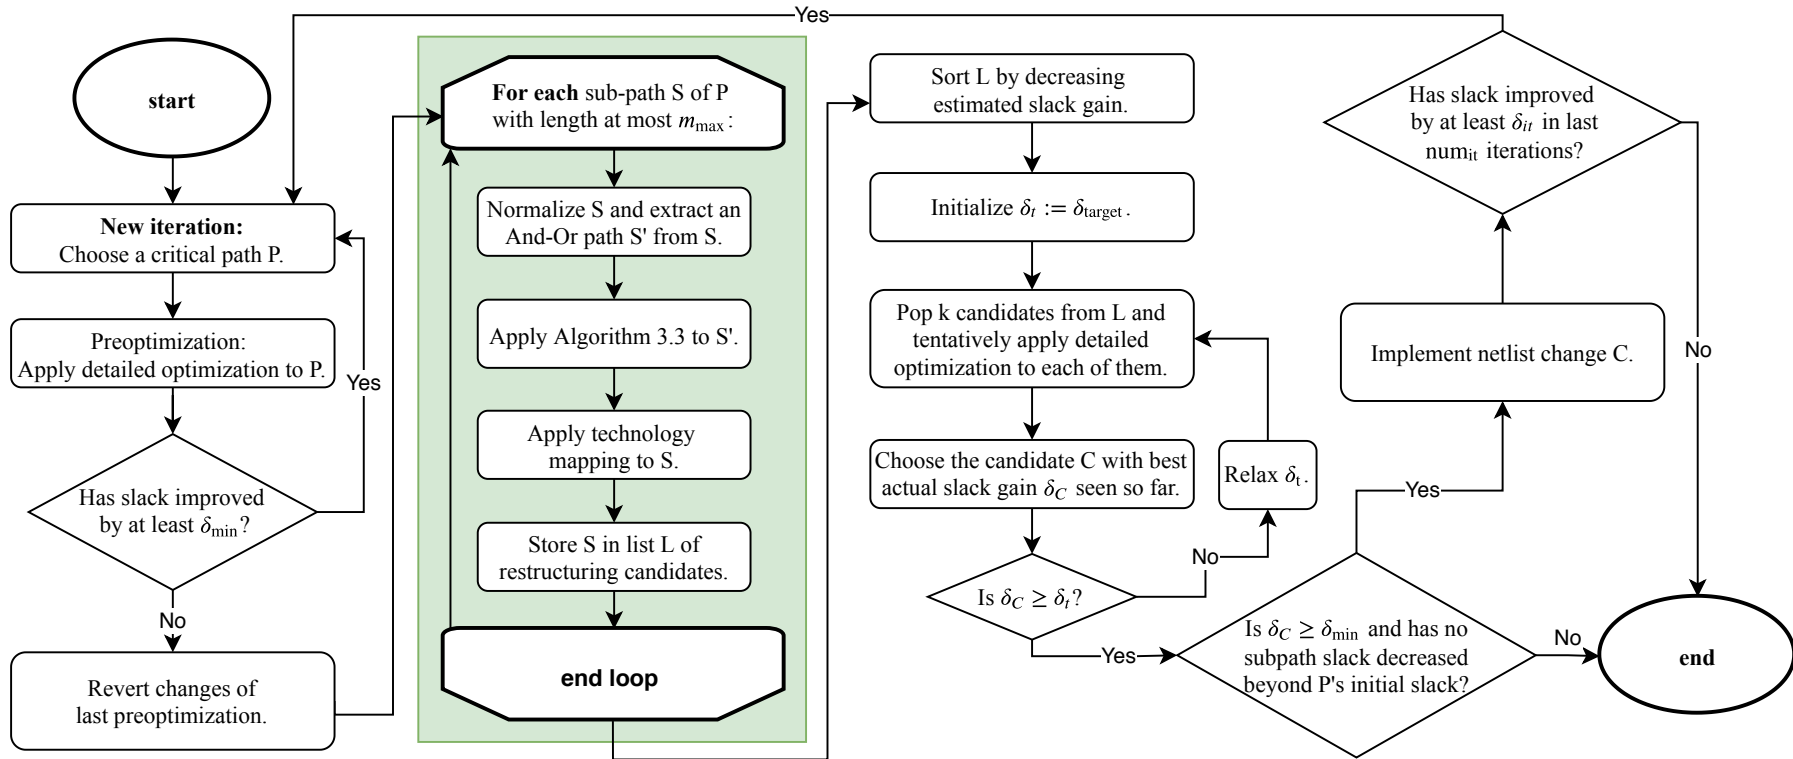 start
New iteration:
Choose a critical path P.
Preoptimization:
Apply detailed optimization to P.
Yes
Has slack improved
by at least δ_min?
No
Revert changes of
last preoptimization.
For each sub-path S of P
with length at most m_max:
Normalize S and extract an
And-Or path S' from S.
Apply Algorithm 3.3 to S'.
Apply technology
mapping to S.
Store S in list L of
restructuring candidates.
end loop
Sort L by decreasing
estimated slack gain.
Initialize δ_t := δ_target.
Pop k candidates from L and
tentatively apply detailed
optimization to each of them.
Choose the candidate C with best
actual slack gain δ_C seen so far.
Relax δ_t.
No
Is δ_C ≥ δ_t?
Yes
Is δ_C ≥ δ_min and has no
subpath slack decreased
beyond P's initial slack?
Yes
No
Implement netlist change C.
Has slack improved
by at least δ_it in last
num_it iterations?
Yes
No
end